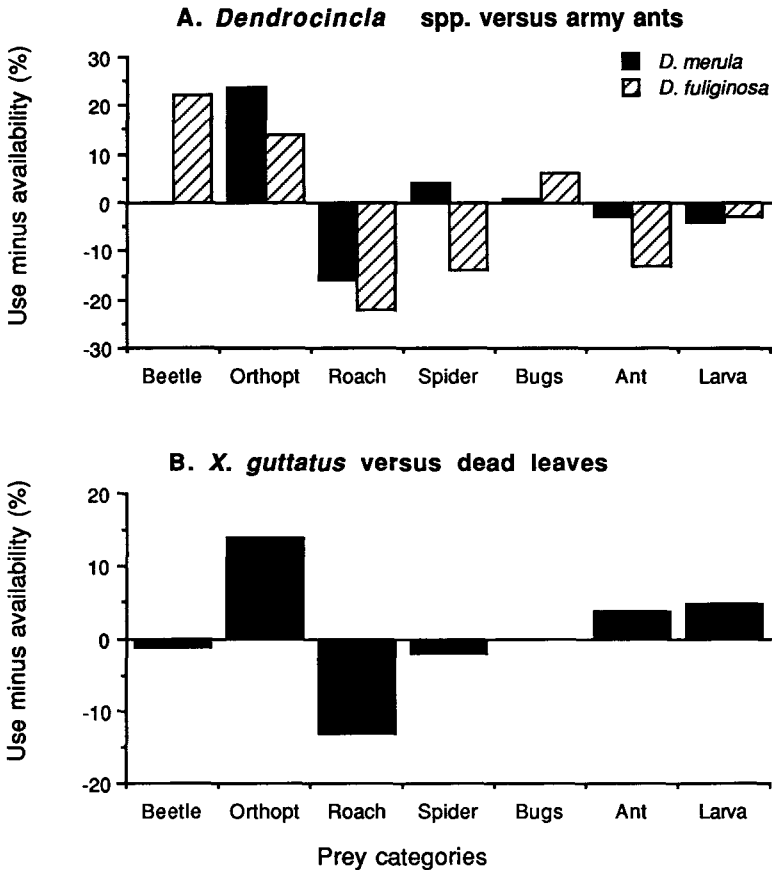 A. Dendrocincla spp. versus army ants
Use minus availability (%)
30
20
10
0
-10
-20
-30
D. merula
D. fuliginosa
Beetle Orthopt Roach Spider Bugs Ant Larva
B. X. guttatus versus dead leaves
Use minus availability (%)
20
10
0
-10
-20
Beetle Orthopt Roach Spider Bugs Ant Larva
Prey categories